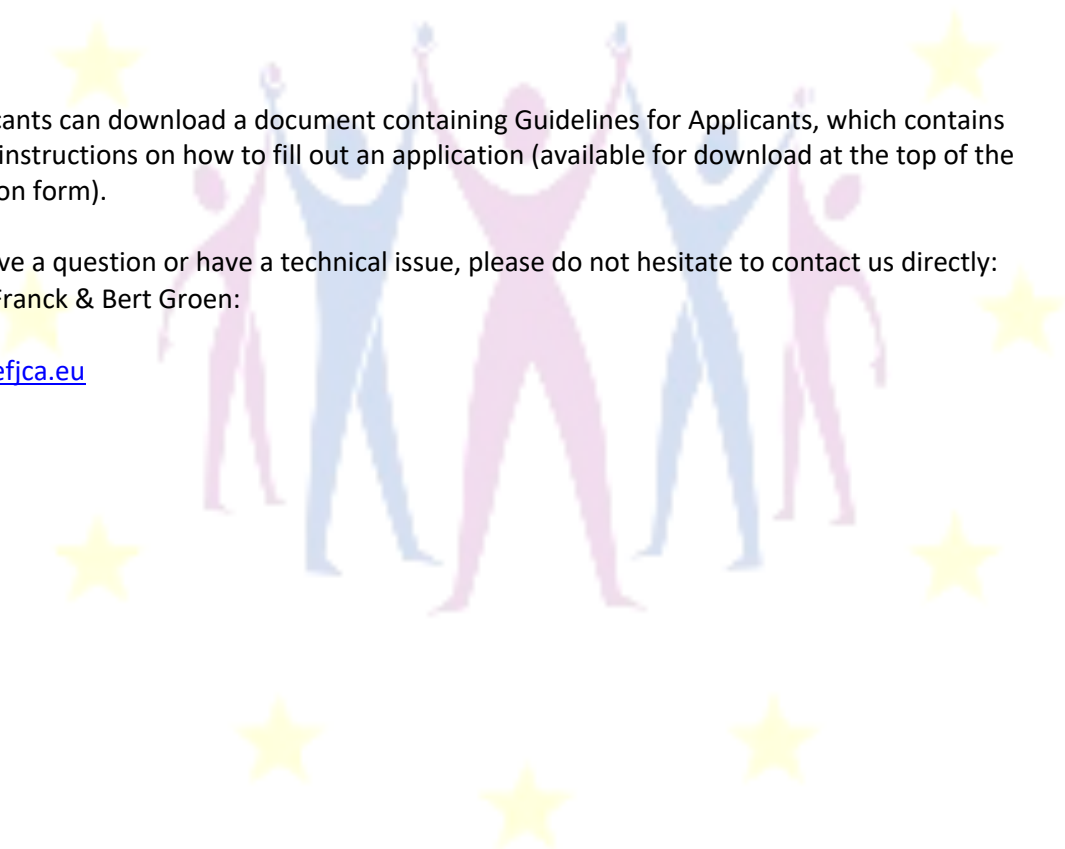 cants can download a document containing Guidelines for Applicants, which contains
instructions on how to fill out an application (available for download at the top of the
on form).
ve a question or have a technical issue, please do not hesitate to contact us directly:
Franck & Bert Groen:
efjca.eu